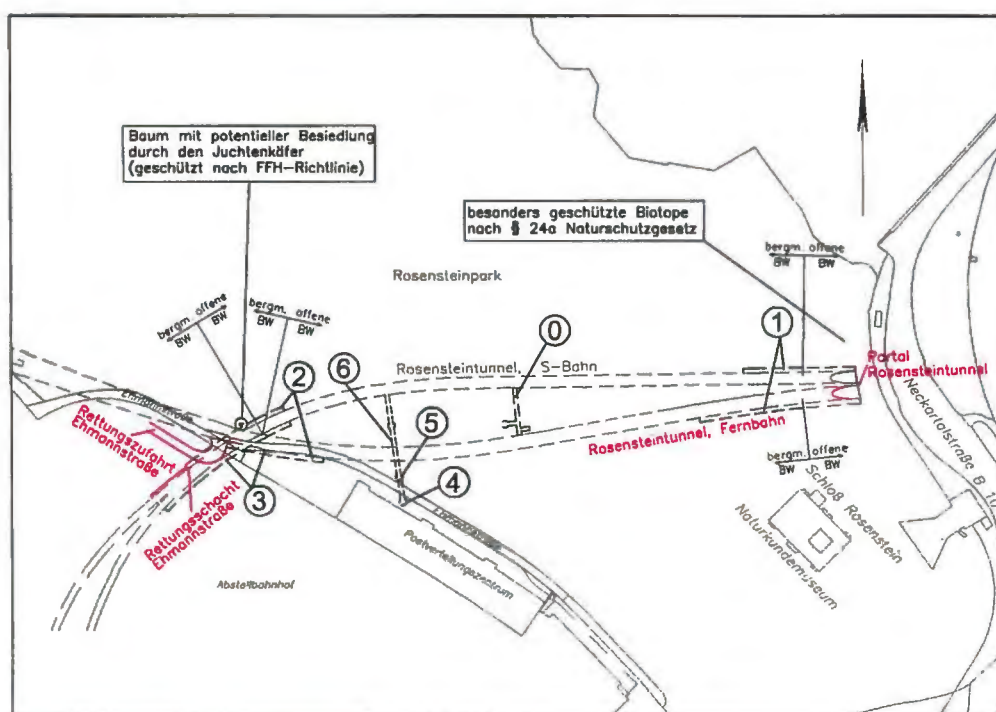 Baum mit potentieller Besiedlung
durch den Juchtenkäfer
(geschützt nach FFH-Richtlinie)
besonders geschützte Biotope
nach § 24a Naturschutzgesetz
bergm. offene
BW BW
Rosensteinpark
bergm. offene
BW BW
bergm. offene
BW BW
0
1
Rosensteintunnel, S-Bahn
Portal
Rosensteintunnel
6
2
Neckartalstraße B 10
Ehmannstraße
5
Rosensteintunnel, Fernbahn
Rettungszufahrt
Ehmannstraße
bergm. offene
BW BW
3
4
Schloß Rosenstein
Rettungsschacht
Ehmannstraße
Postverteilungszentrum
Naturkundemuseum
Abstellbahnhof